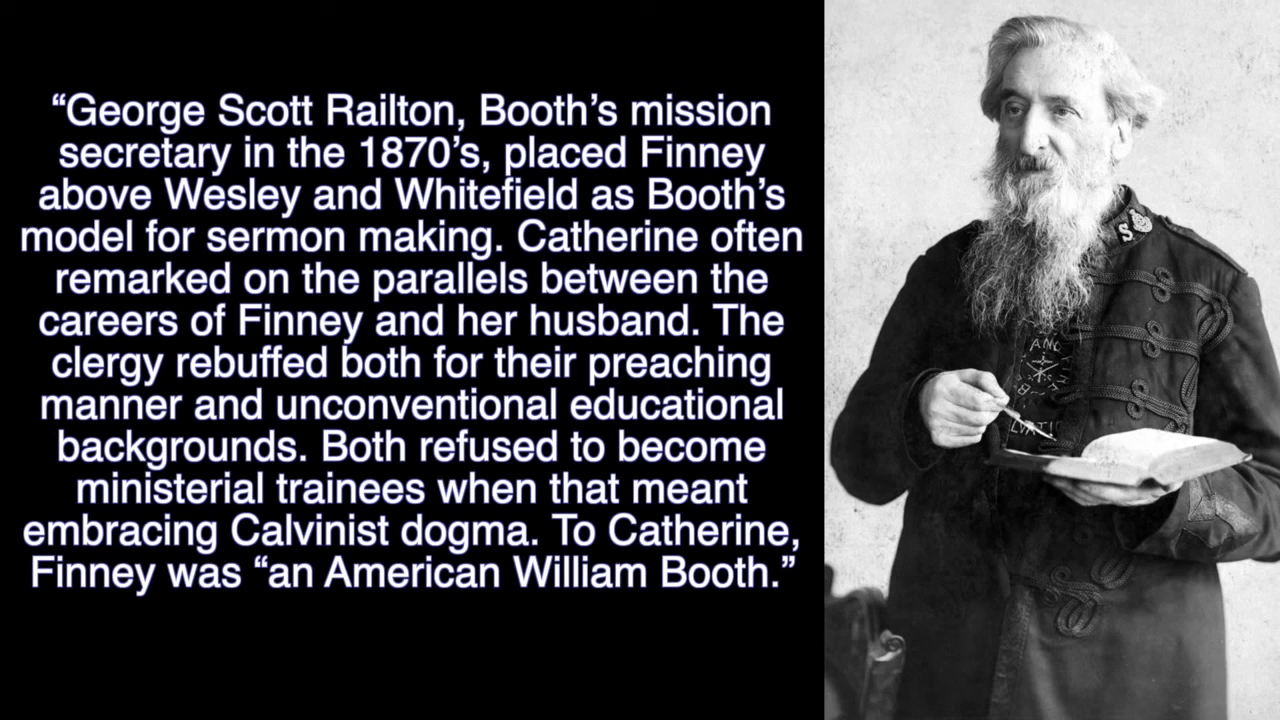 “George Scott Railton, Booth’s mission
secretary in the 1870’s, placed Finney
above Wesley and Whitefield as Booth’s
model for sermon making. Catherine often
remarked on the parallels between the
careers of Finney and her husband. The
clergy rebuffed both for their preaching
manner and unconventional educational
backgrounds. Both refused to become
ministerial trainees when that meant
embracing Calvinist dogma. To Catherine,
Finney was “an American William Booth.”
S
AND